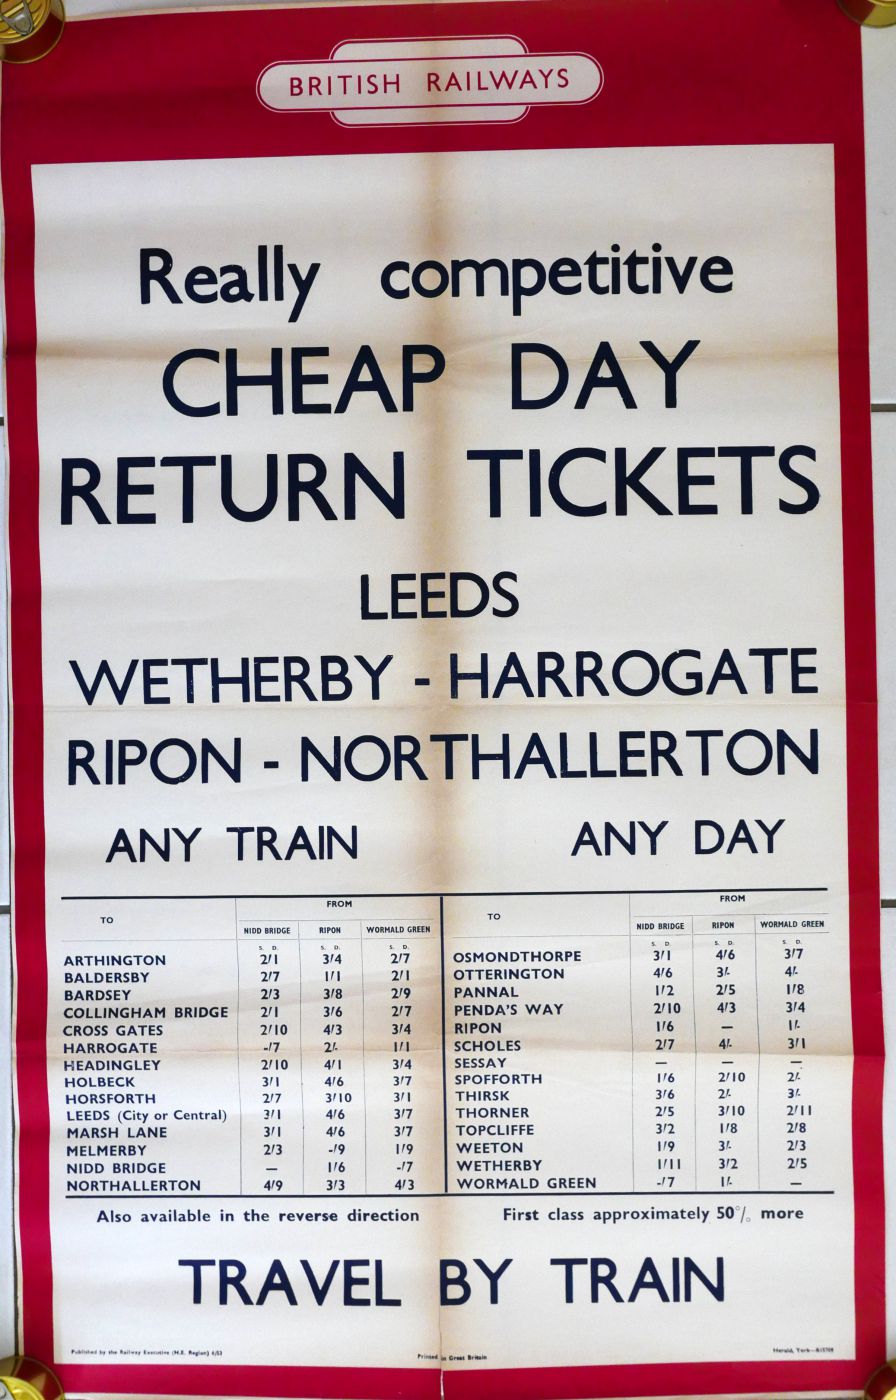 BRITISH RAILWAYS
Really competitive
CHEAP DAY
RETURN TICKETS
LEEDS
WETHERBY - HARROGATE
RIPON - NORTHALLERTON
ANY TRAIN ANY DAY
TO FROM
NIDD BRIDGE RIPON WORMALD GREEN
S. D. S. D. S. D.
ARTHINGTON 2/1 3/4 2/7
BALDERSBY 2/7 1/1 2/1
BARDSEY 2/3 3/8 2/9
COLLINGHAM BRIDGE 2/1 3/6 2/7
CROSS GATES 2/10 4/3 3/4
HARROGATE -/7 2/- 1/1
HEADINGLEY 2/10 4/1 3/4
HOLBECK 3/1 4/6 3/7
HORSFORTH 2/7 3/10 3/1
LEEDS (City or Central) 3/1 4/6 3/7
MARSH LANE 3/1 4/6 3/7
MELMERBY 2/3 -/9 1/9
NIDD BRIDGE — 1/6 -/7
NORTHALLERTON 4/9 3/3 4/3
TO FROM
NIDD BRIDGE RIPON WORMALD GREEN
S. D. S. D. S. D.
OSMONDTHORPE 3/1 4/6 3/7
OTTERINGTON 4/6 3/- 4/-
PANNAL 1/2 2/5 1/8
PENDA'S WAY 2/10 4/3 3/4
RIPON 1/6 — 1/-
SCHOLES 2/7 4/- 3/1
SESSAY — — —
SPOFFORTH 1/6 2/10 2/-
THIRSK 3/6 2/- 3/-
THORNER 2/5 3/10 2/11
TOPCLIFFE 3/2 1/8 2/8
WEETON 1/9 3/- 2/3
WETHERBY 1/11 3/2 2/5
WORMALD GREEN -/7 1/- —
Also available in the reverse direction First class approximately 50% more
TRAVEL BY TRAIN
Published by the Railway Executive (N.E. Region) 6/53 Printed in Great Britain Herald, York